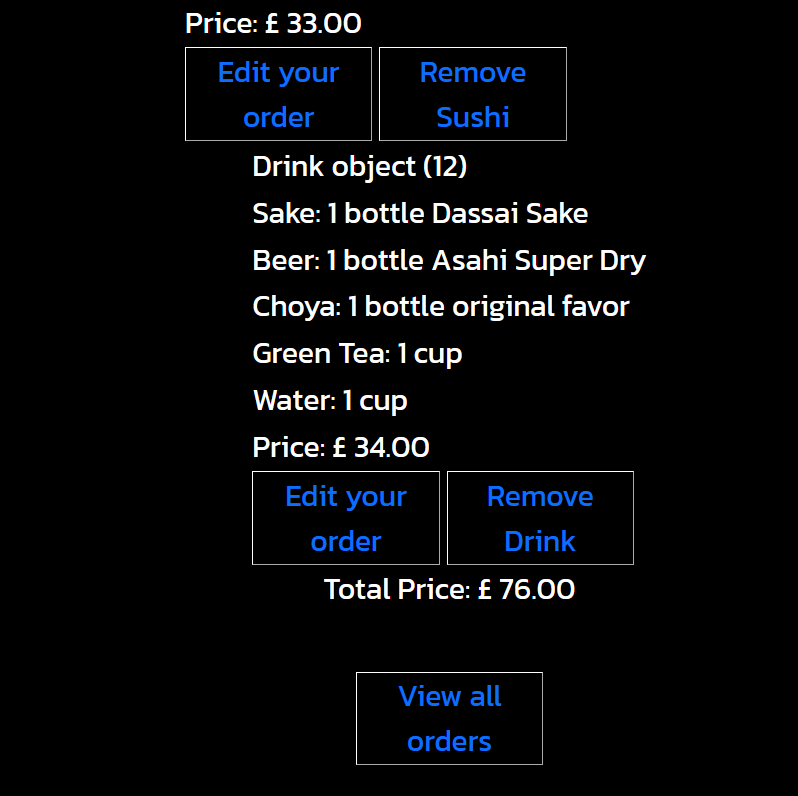 Price: £ 33.00
Edit your
order
Remove
Sushi
Drink object (12)
Sake: 1 bottle Dassai Sake
Beer: 1 bottle Asahi Super Dry
Choya: 1 bottle original favor
Green Tea: 1 cup
Water: 1 cup
Price: £ 34.00
Edit your
order
Remove
Drink
Total Price: £ 76.00
View all
orders